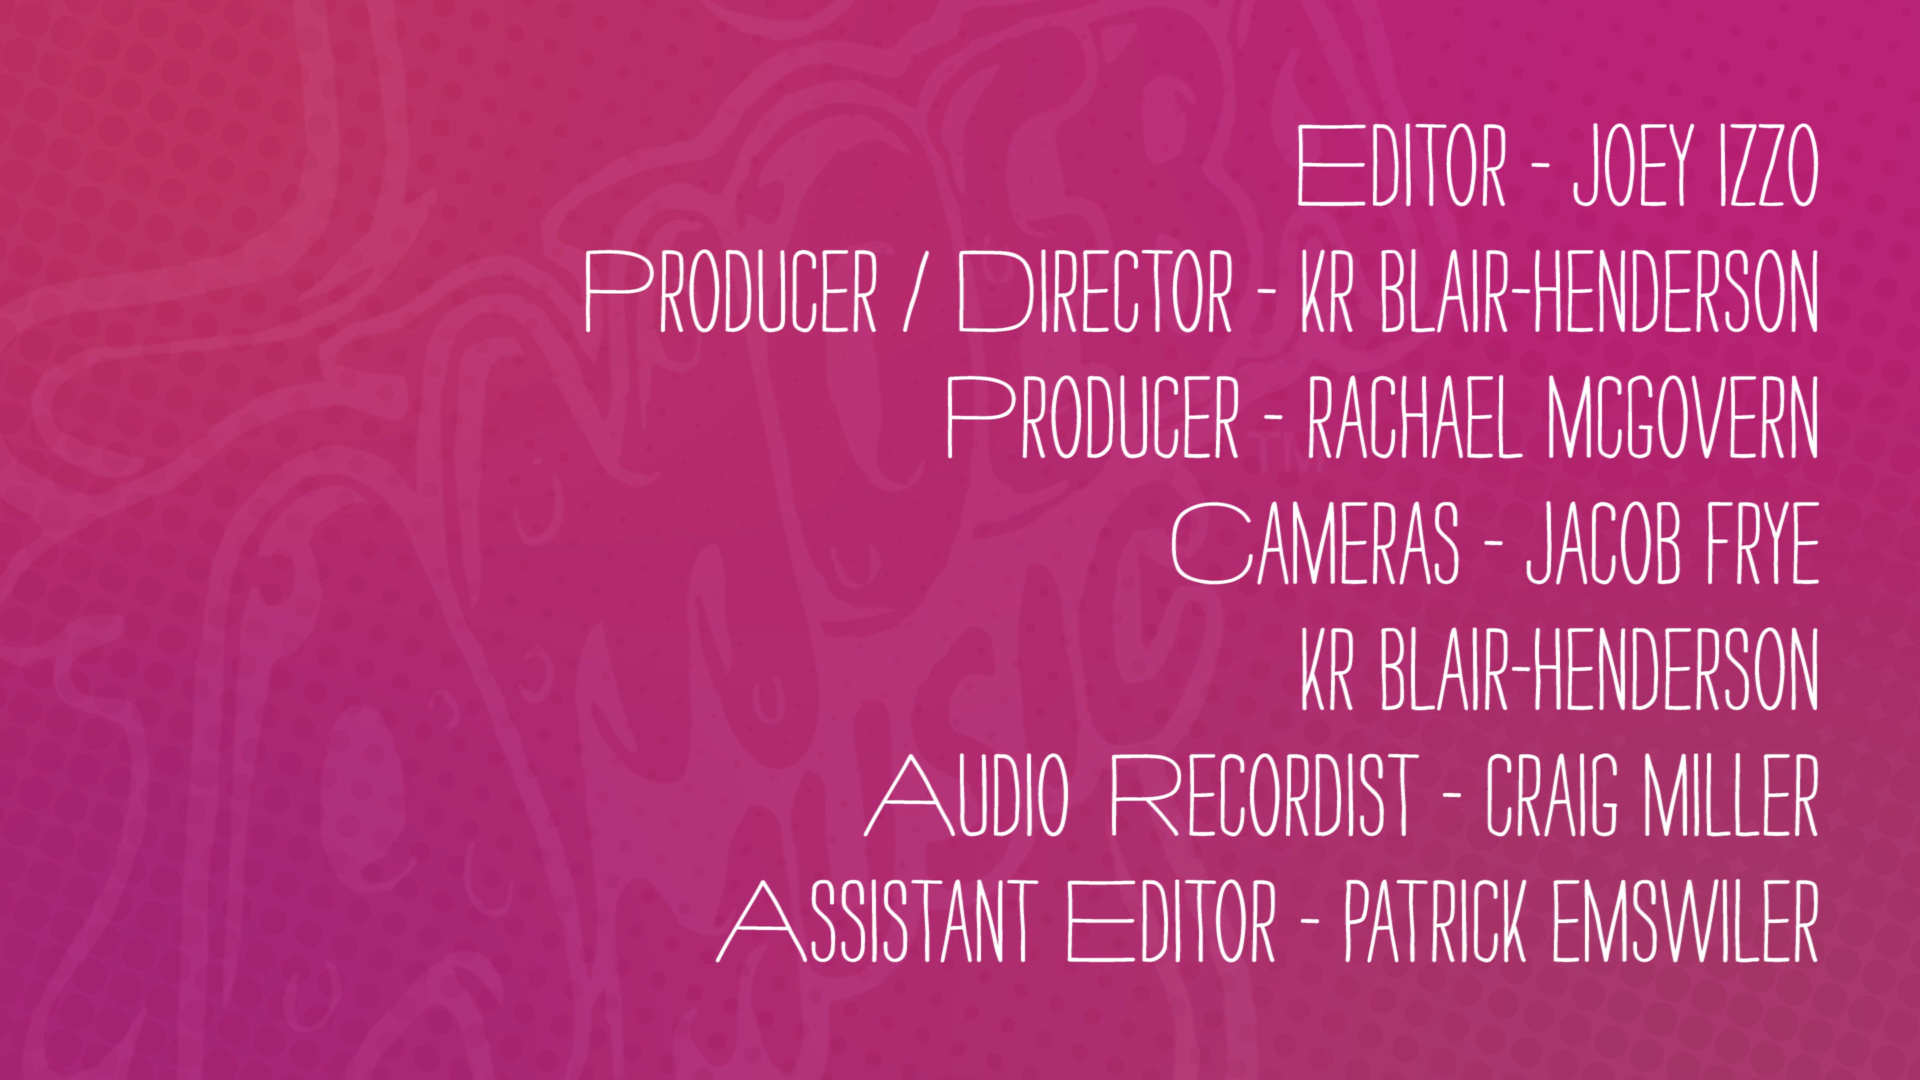 EDITOR - JOEY IZZO
PRODUCER / DIRECTOR - KR BLAIR-HENDERSON
PRODUCER - RACHAEL MCGOVERN
TM
CAMERAS - JACOB FRYE
KR BLAIR-HENDERSON
AUDIO RECORDIST - CRAIG MILLER
ASSISTANT EDITOR - PATRICK EMSWILER